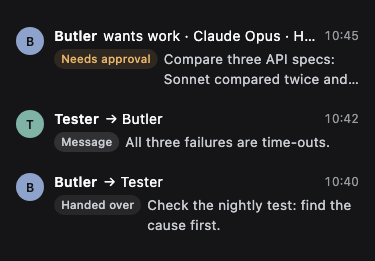 B
Butler wants work · Claude Opus · H…
10:45
Needs approval
Compare three API specs:
Sonnet compared twice and…
T
Tester → Butler
10:42
Message
All three failures are time-outs.
B
Butler → Tester
10:40
Handed over
Check the nightly test: find the
cause first.